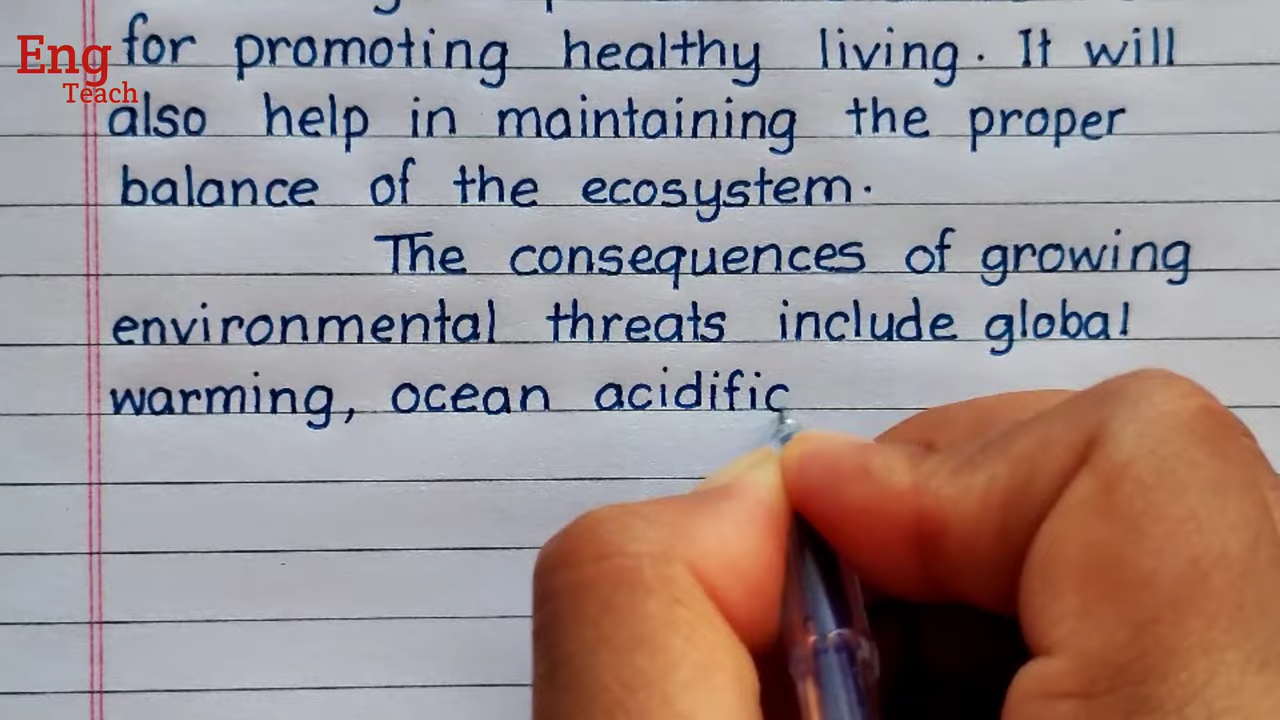 Eng
Teach
for promoting healthy living. It will
also help in maintaining the proper
balance of the ecosystem.
The consequences of growing
environmental threats include global
warming, ocean acidific